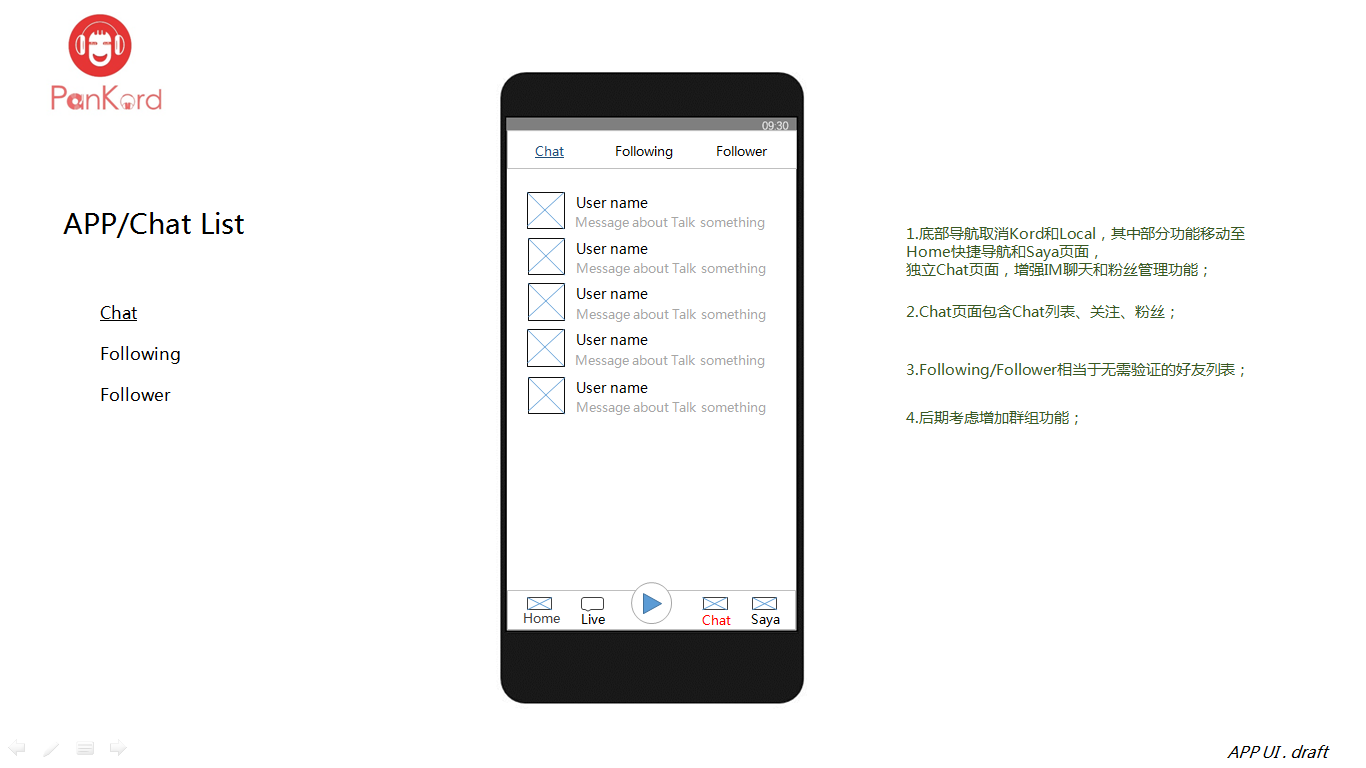 PanKord
APP/Chat List
Chat
Following
Follower
09:30
Chat Following Follower
User name
Message about Talk something
User name
Message about Talk something
User name
Message about Talk something
User name
Message about Talk something
User name
Message about Talk something
Home Live Chat Saya
1.底部导航取消Kord和Local，其中部分功能移动至
Home快捷导航和Saya页面，
独立Chat页面，增强IM聊天和粉丝管理功能；
2.Chat页面包含Chat列表、关注、粉丝；
3.Following/Follower相当于无需验证的好友列表；
4.后期考虑增加群组功能；
APP UI . draft